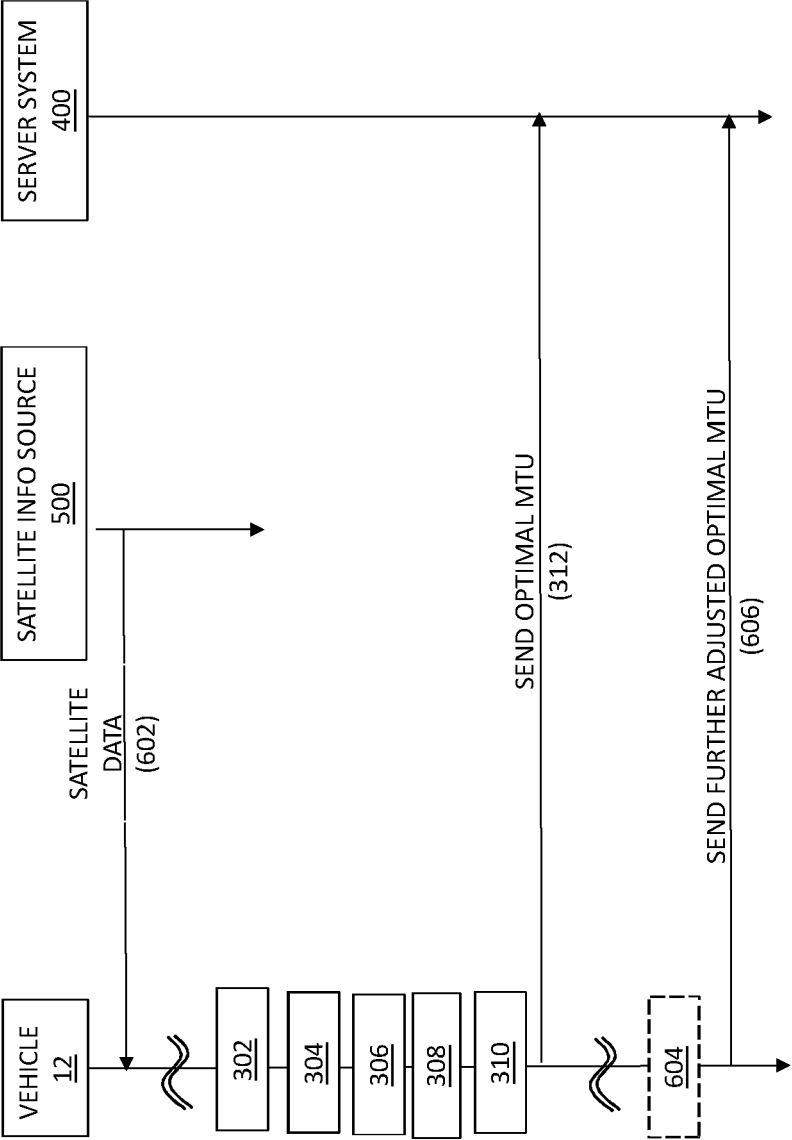 VEHICLE
12
SATELLITE INFO SOURCE
500
SERVER SYSTEM
400
SATELLITE
DATA
(602)
302
304
306
308
310
SEND OPTIMAL MTU
(312)
604
SEND FURTHER ADJUSTED OPTIMAL MTU
(606)